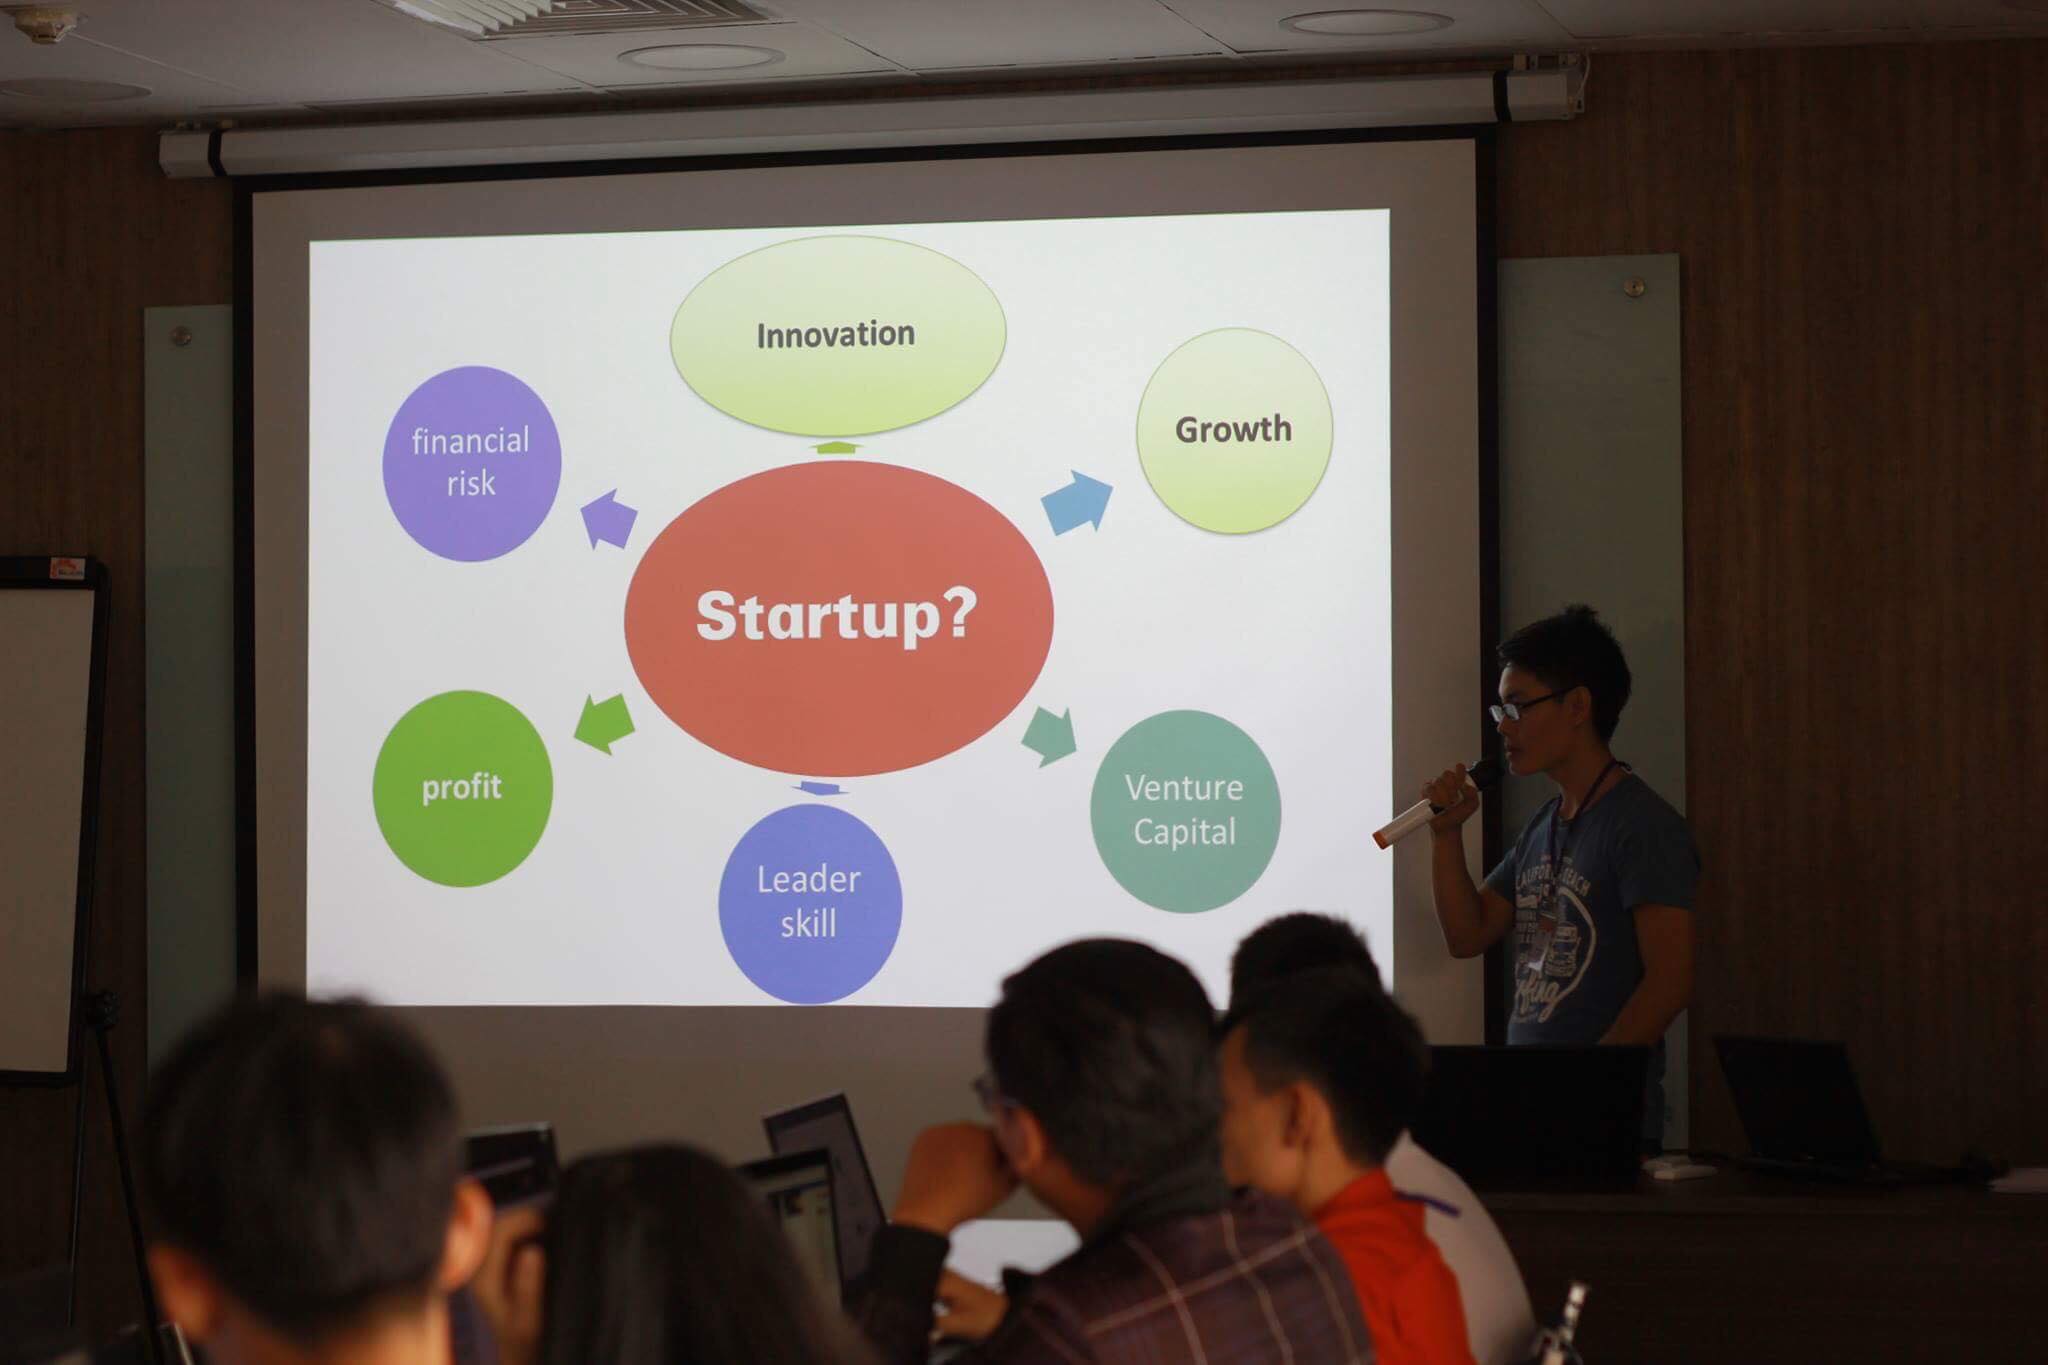 Innovation
Growth
financial
risk
Startup?
profit
Venture
Capital
Leader
skill